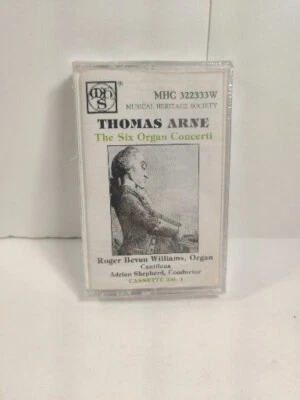 MHS
®
MHC 322333W
MUSICAL HERITAGE SOCIETY
THOMAS ARNE
The Six Organ Concerti
Roger Bevan Williams, Organ
Cantilena
Adrian Shepherd, Conductor
CASSETTE NO. 1